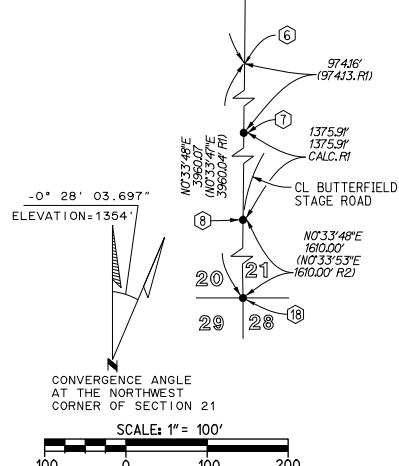 6
974.16'
(974.13. R1)
7
1375.91'
1375.91'
CALC. R1
N0°33'48"E
3960.07
(N0°33'47"E
3960.04' R1)
CL BUTTERFIELD
STAGE ROAD
-0° 28' 03.697"
ELEVATION=1354'
8
N0°33'48"E
1610.00'
(N0°33'53"E
1610.00' R2)
20 21
29 28
18
N
CONVERGENCE ANGLE
AT THE NORTHWEST
CORNER OF SECTION 21
SCALE: 1"= 100'
100 0 100 200